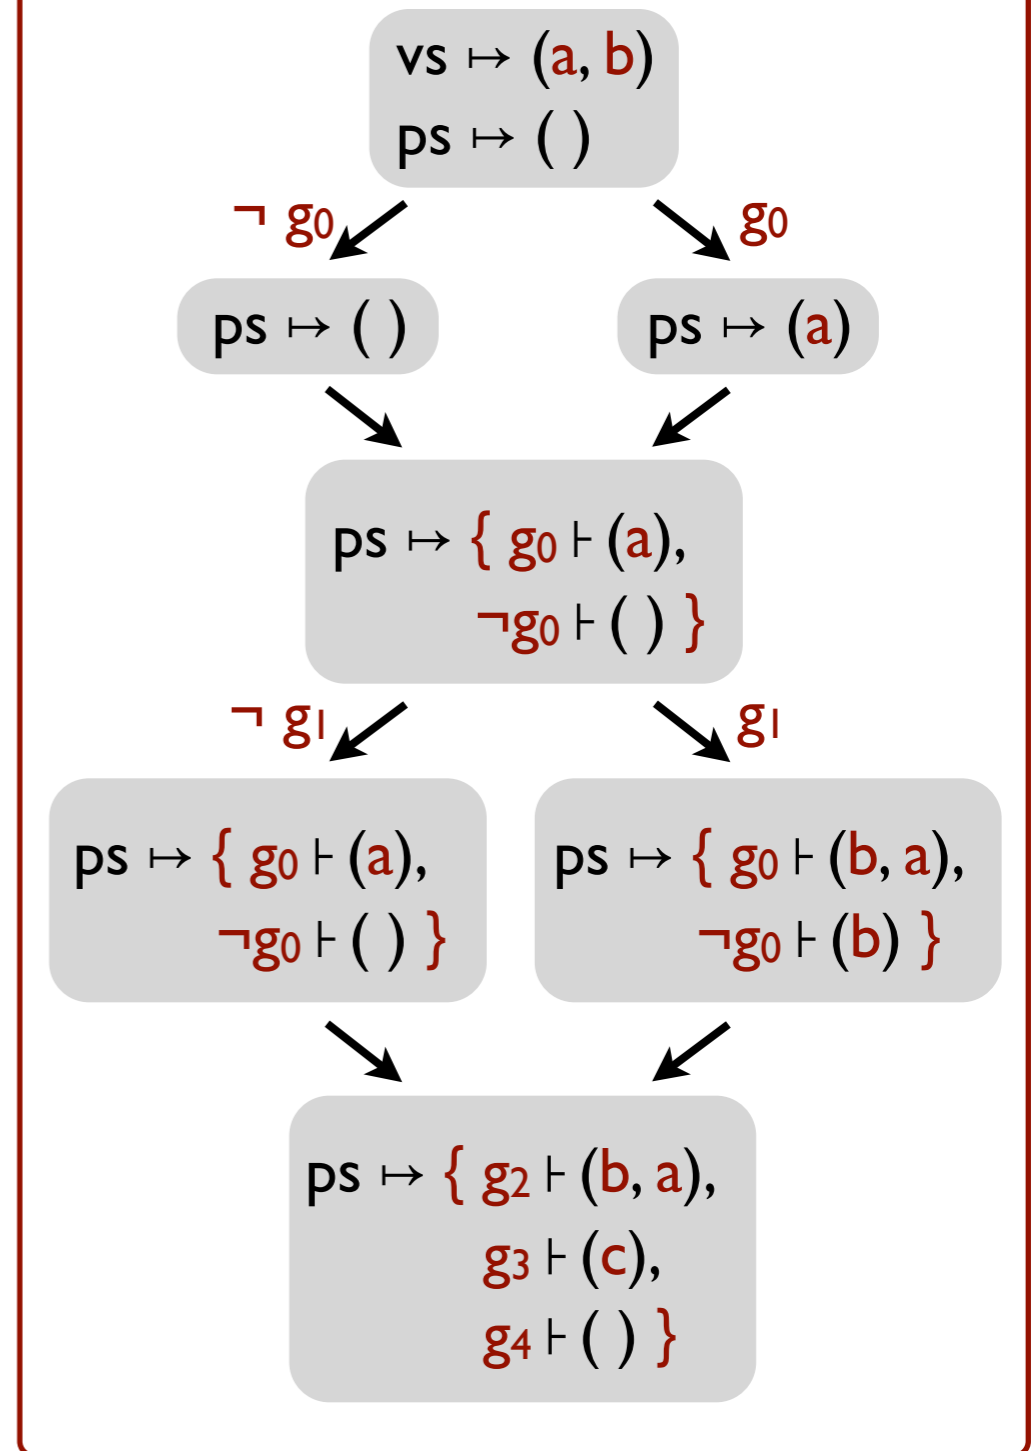 vs ↦ (a, b)
ps ↦ ( )
¬ g0
g0
ps ↦ ( )
ps ↦ (a)
ps ↦ { g0 ⊢ (a),
¬g0 ⊢ ( ) }
¬ g1
g1
ps ↦ { g0 ⊢ (a),
¬g0 ⊢ ( ) }
ps ↦ { g0 ⊢ (b, a),
¬g0 ⊢ (b) }
ps ↦ { g2 ⊢ (b, a),
g3 ⊢ (c),
g4 ⊢ ( ) }